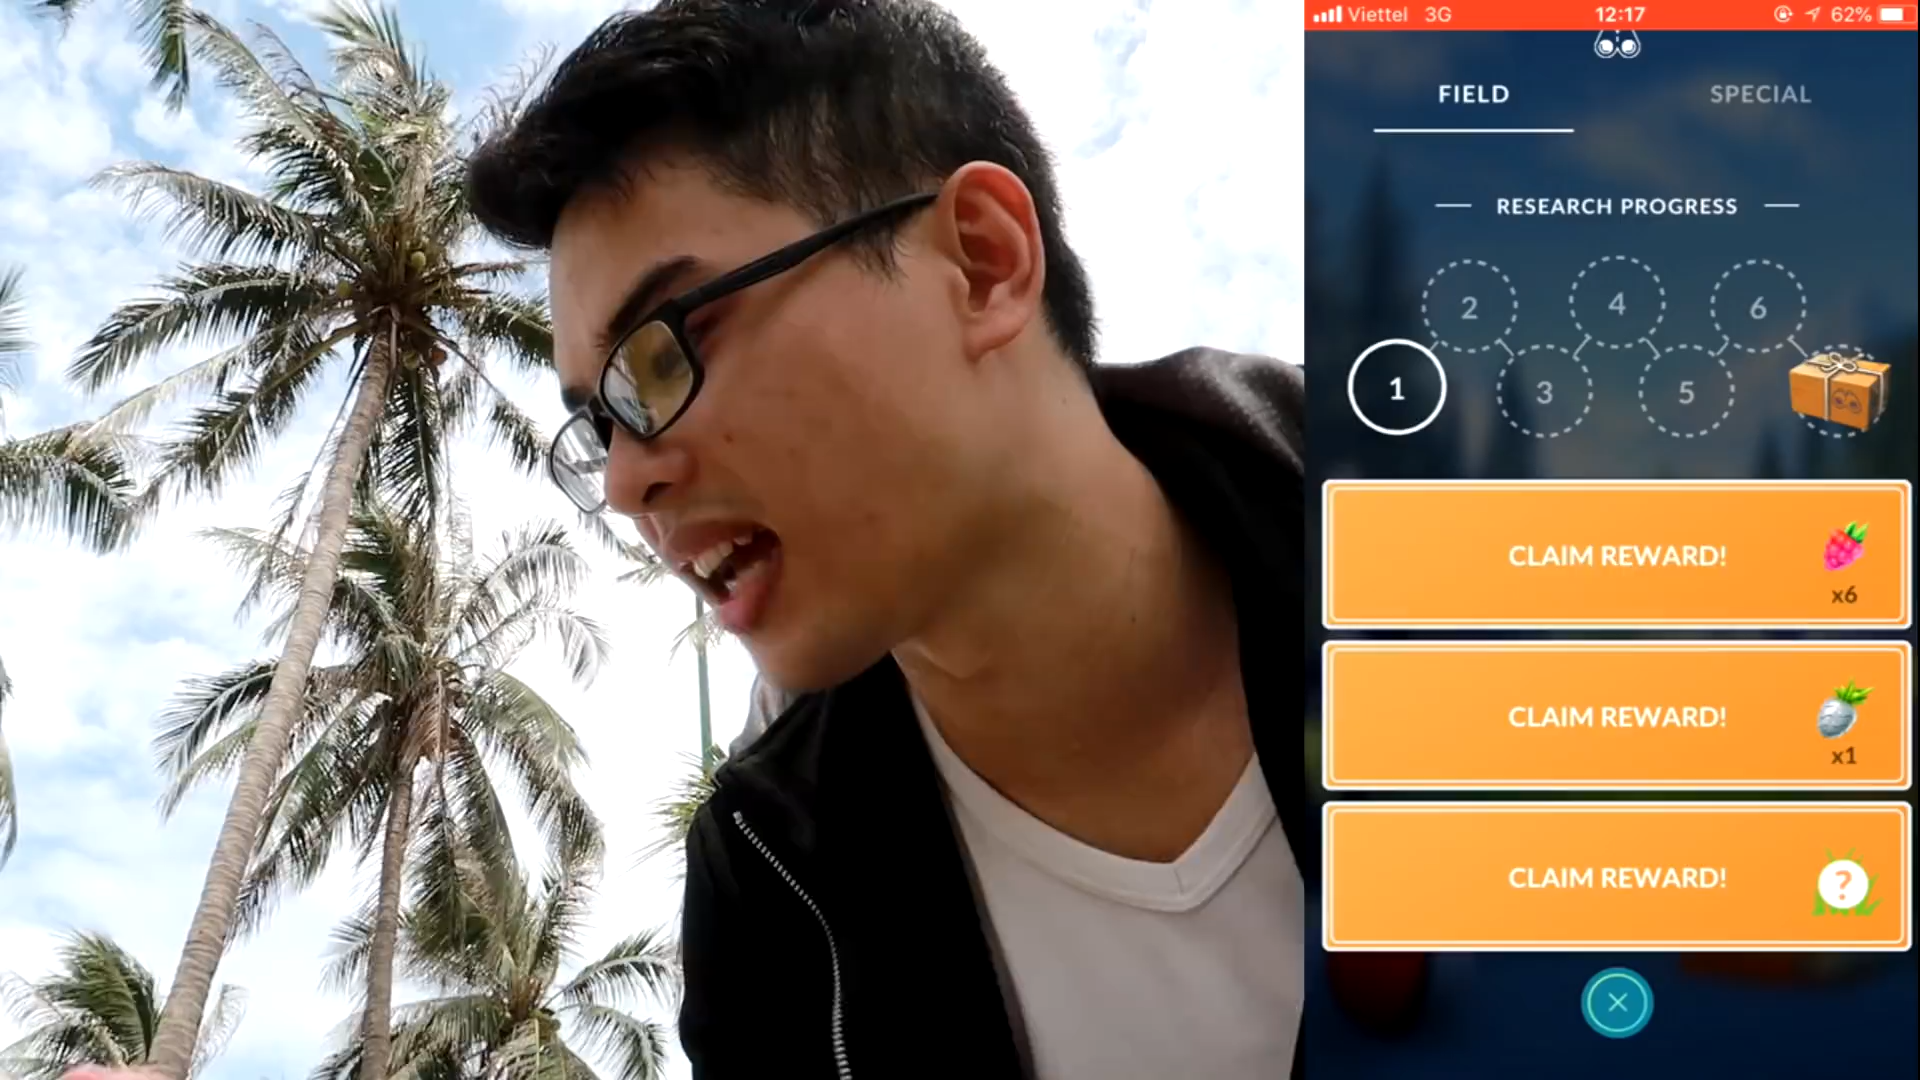 Viettel 3G 12:17 62%
FIELD SPECIAL
RESEARCH PROGRESS
2 4 6
1 3 5
CLAIM REWARD!
x6
CLAIM REWARD!
x1
CLAIM REWARD!
?